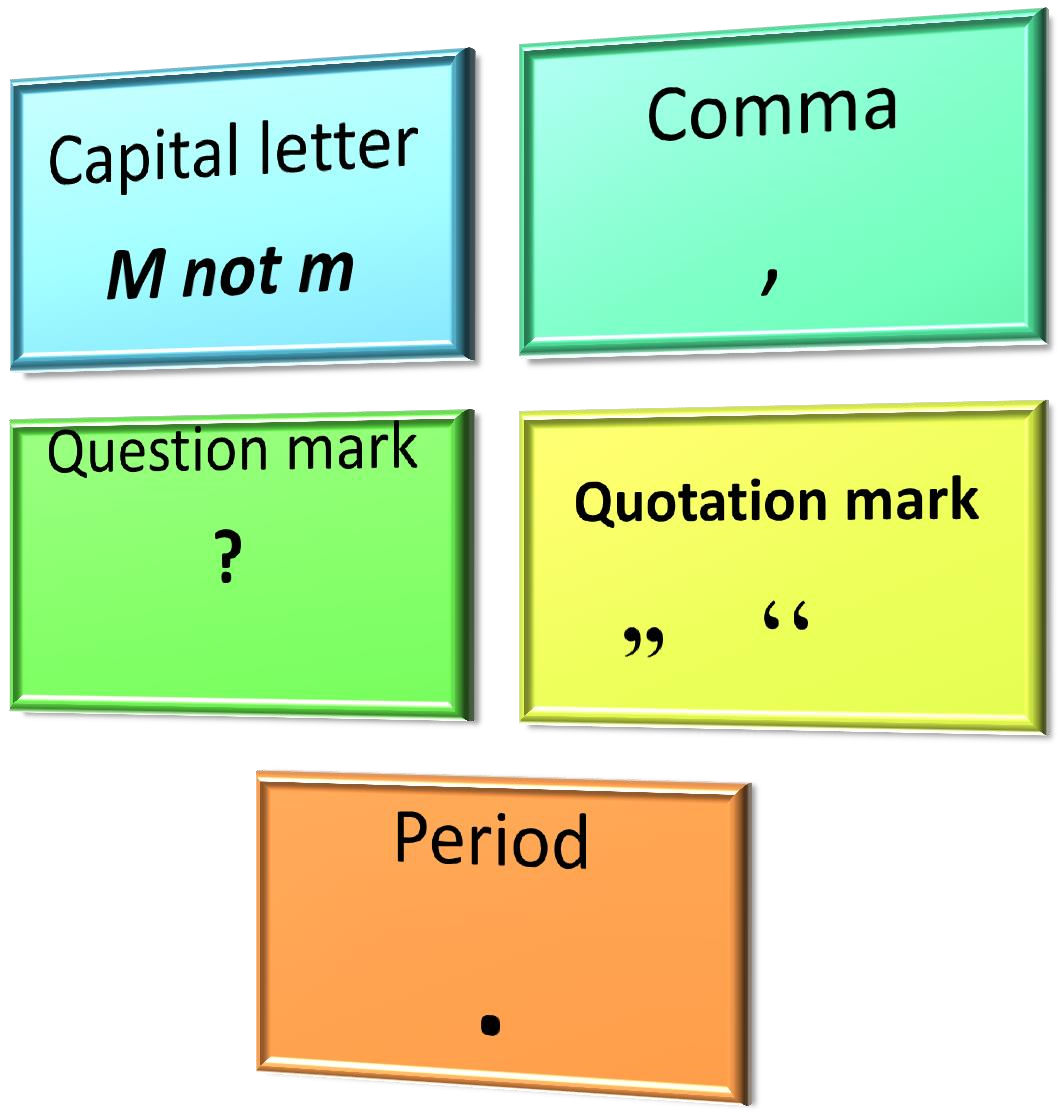 Capital letter
M not m
Comma
,
Question mark
?
Quotation mark
” “
Period
.